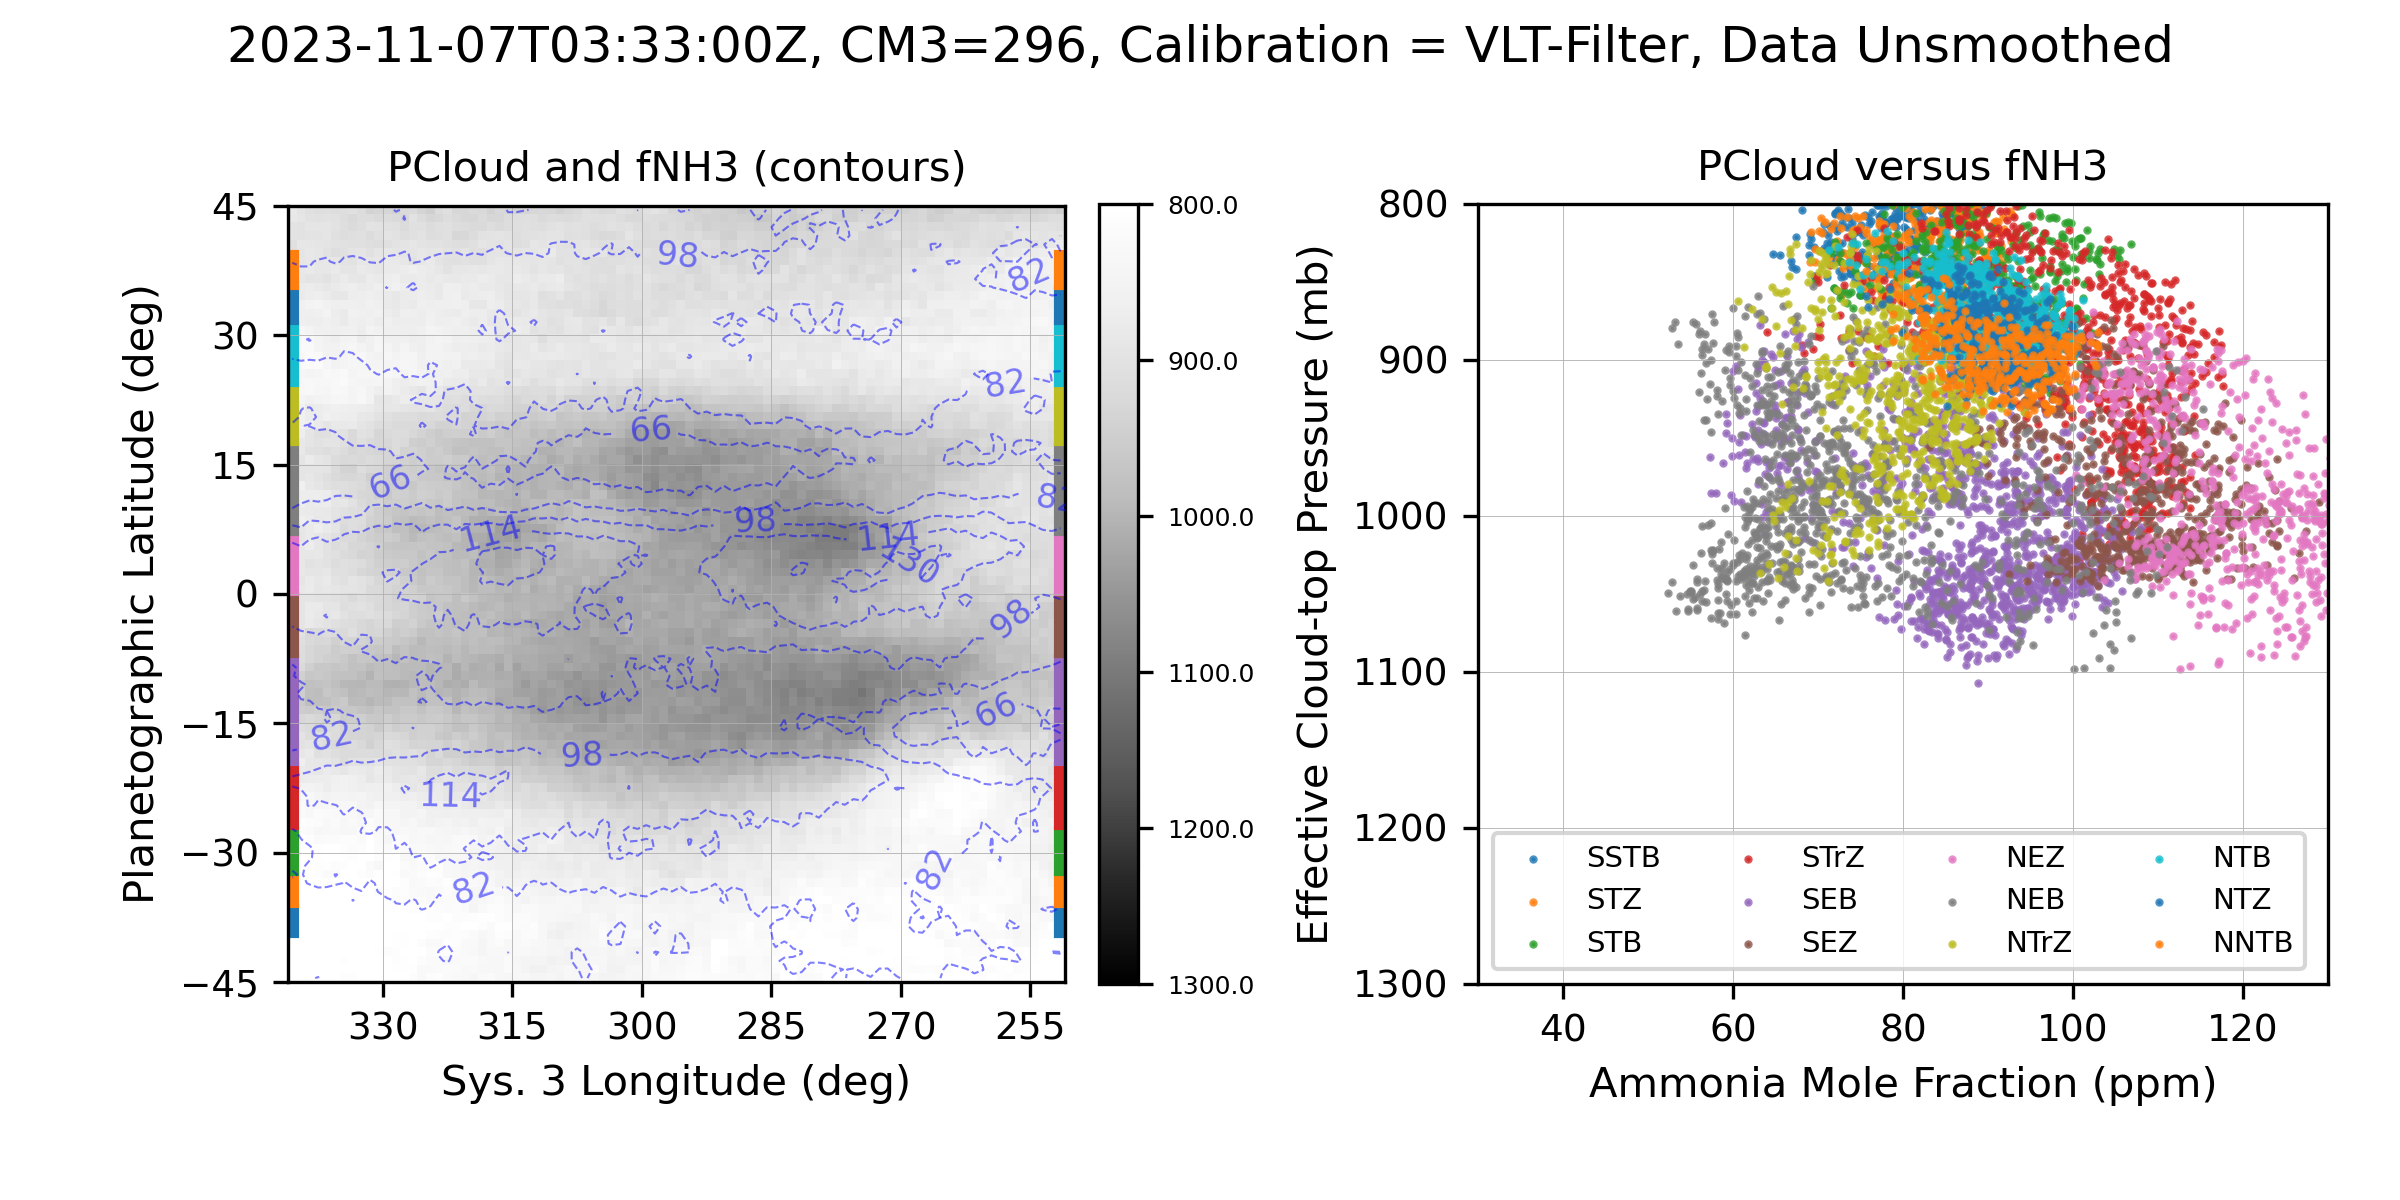 2023-11-07T03:33:00Z, CM3=296, Calibration = VLT-Filter, Data Unsmoothed
PCloud and fNH3 (contours)
Planetographic Latitude (deg)
45
30
15
0
−15
−30
−45
98
82
82
66
66
82
114
98
114
130
98
66
82
98
114
82
82
330
315
300
285
270
255
Sys. 3 Longitude (deg)
800.0
900.0
1000.0
1100.0
1200.0
1300.0
PCloud versus fNH3
Effective Cloud-top Pressure (mb)
800
900
1000
1100
1200
1300
SSTB
STZ
STB
STrZ
SEB
SEZ
NEZ
NEB
NTrZ
NTB
NTZ
NNTB
40
60
80
100
120
Ammonia Mole Fraction (ppm)